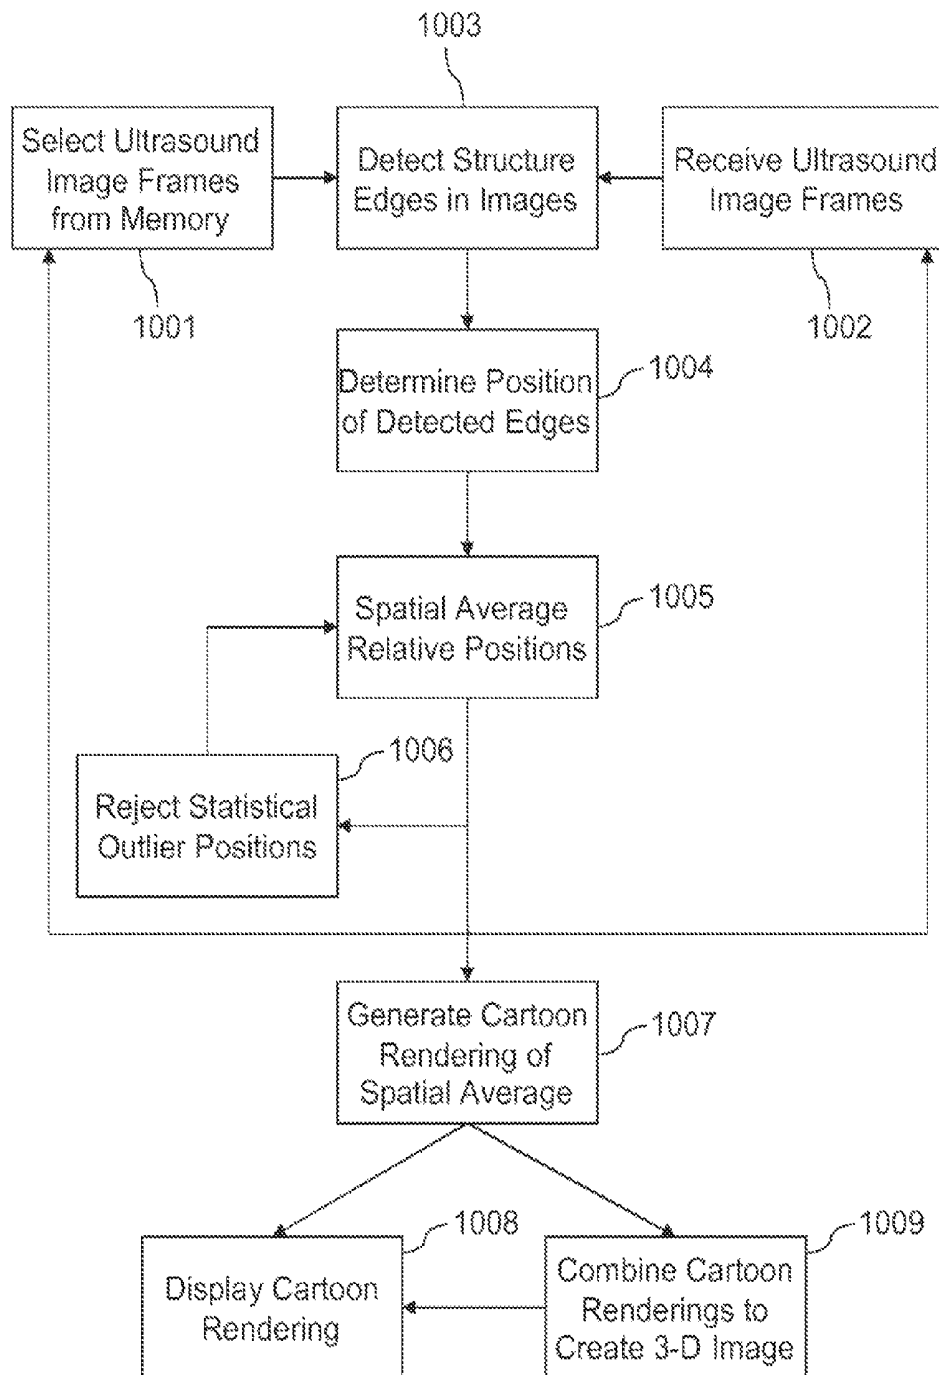 1003
Select Ultrasound
Image Frames
from Memory
Detect Structure
Edges in Images
Receive Ultrasound
Image Frames
1001
1002
Determine Position
of Detected Edges
1004
Spatial Average
Relative Positions
1005
1006
Reject Statistical
Outlier Positions
Generate Cartoon
Rendering of
Spatial Average
1007
1008
1009
Display Cartoon
Rendering
Combine Cartoon
Renderings to
Create 3-D Image